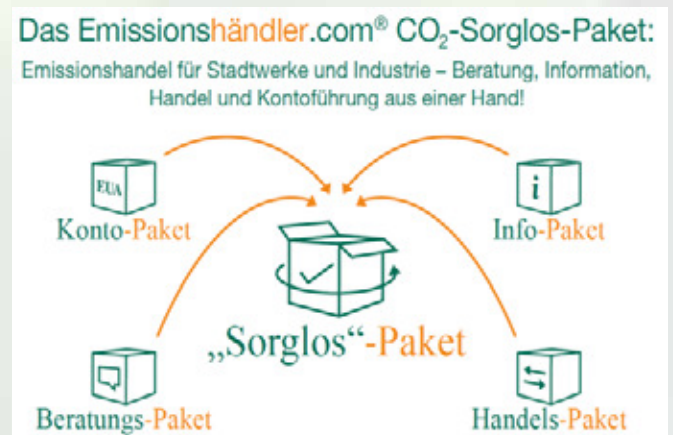 Das Emissionshändler.com® CO₂-Sorglos-Paket:
Emissionshandel für Stadtwerke und Industrie – Beratung, Information,
Handel und Kontoführung aus einer Hand!
EUA
Konto-Paket
i
Info-Paket
„Sorglos“-Paket
Beratungs-Paket
Handels-Paket